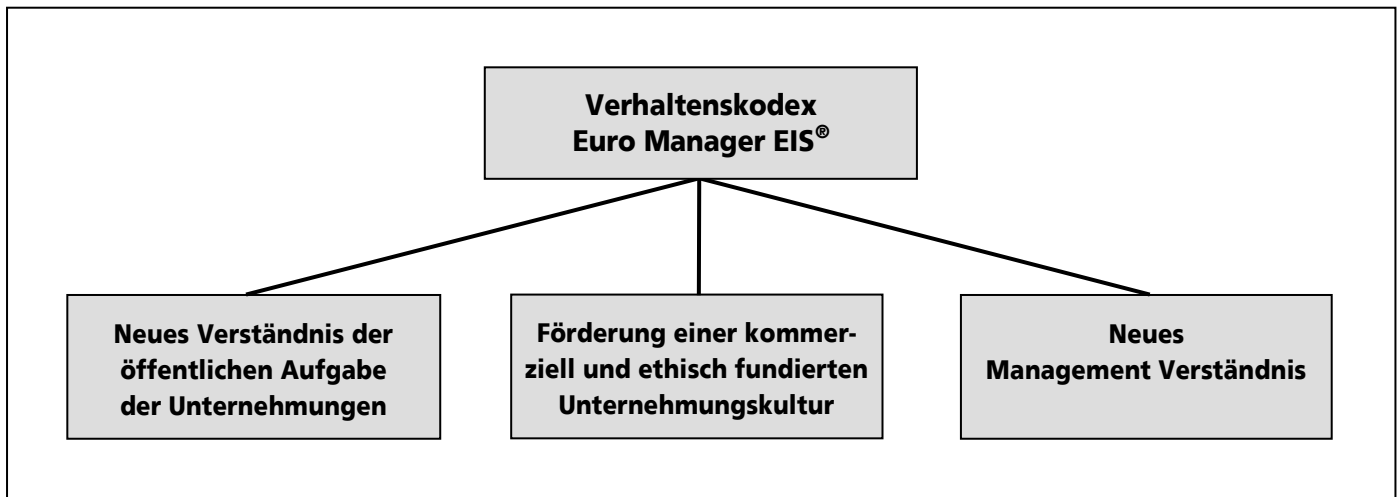 Verhaltenskodex
Euro Manager EIS®
Neues Verständnis der
öffentlichen Aufgabe
der Unternehmungen
Förderung einer kommer-
ziell und ethisch fundierten
Unternehmungskultur
Neues
Management Verständnis